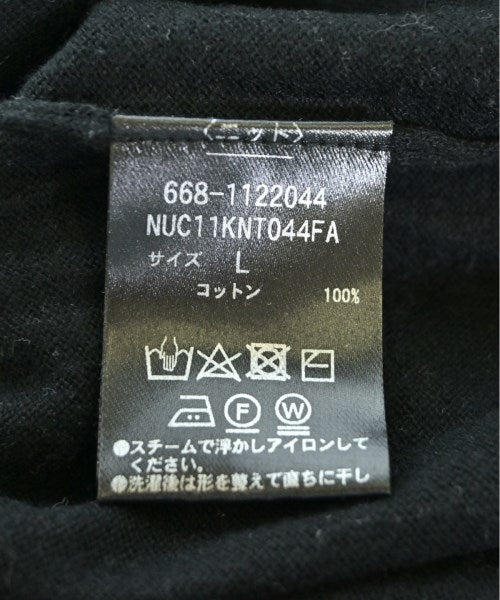 〈ニット〉
668-1122044
NUC11KNT044FA
サイズ L
コットン 100%
F W
●スチームで浮かしアイロンして
ください。
●洗濯後は形を整えて直ちに干し